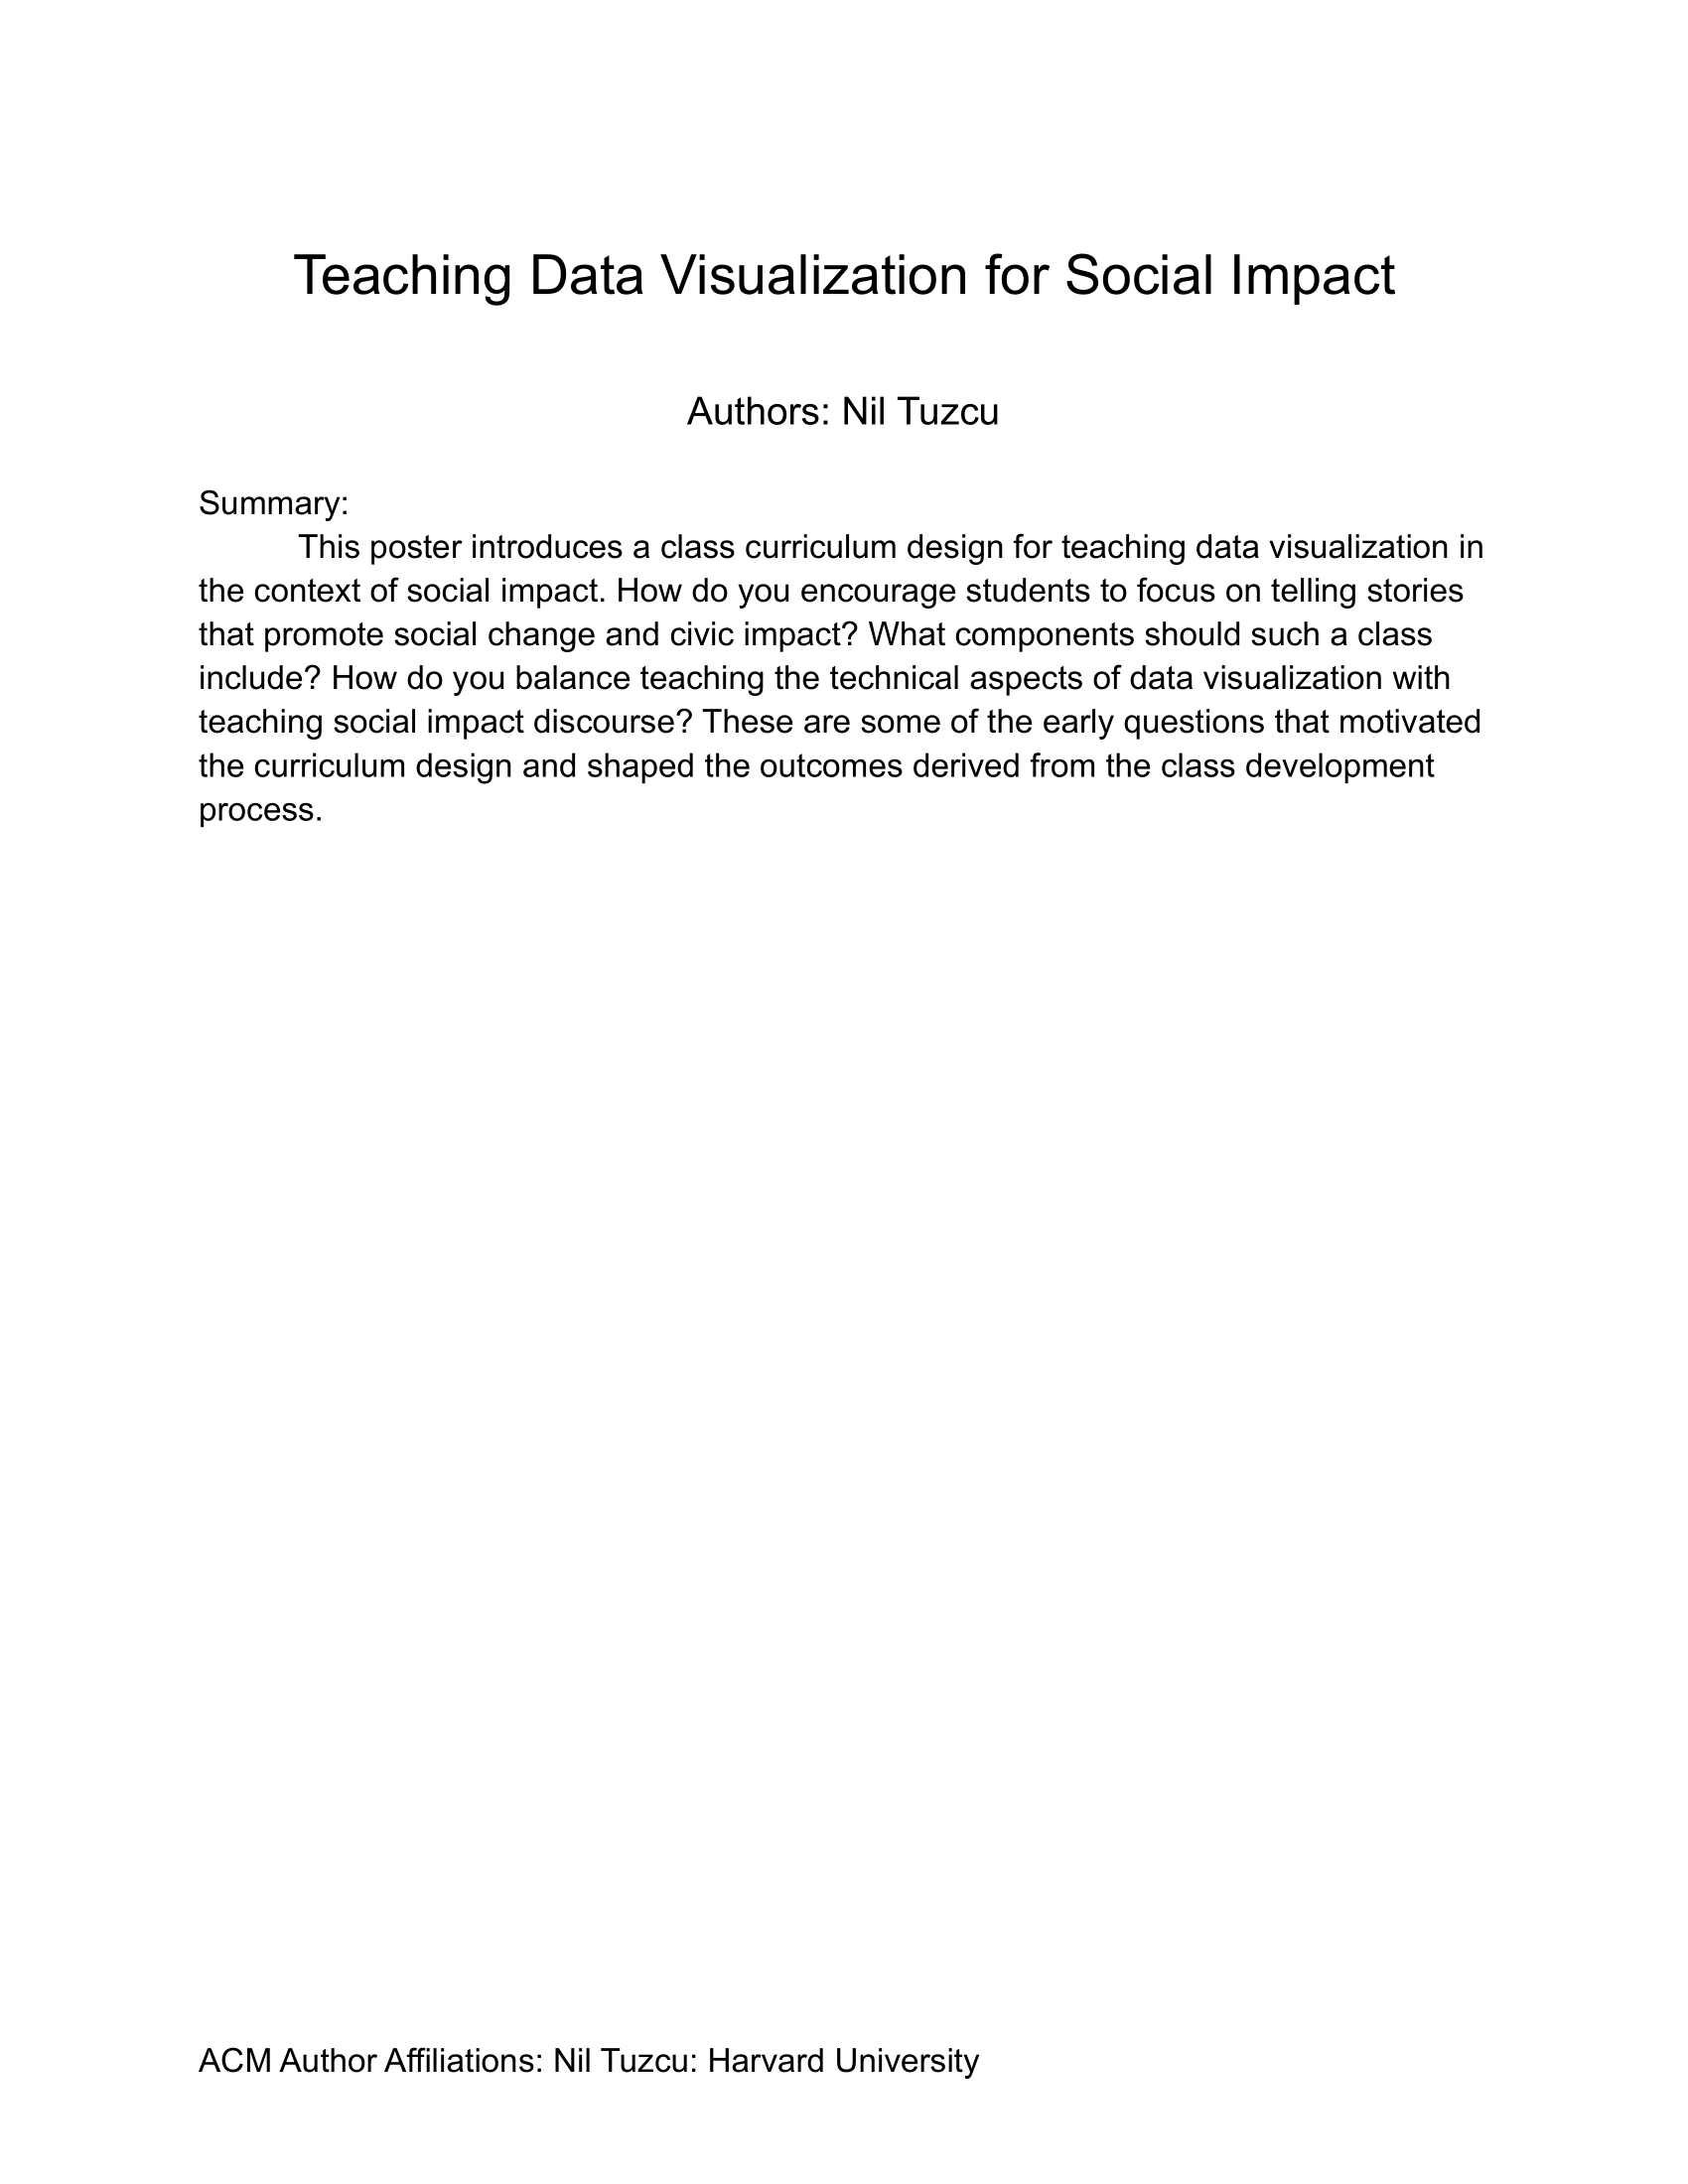 Teaching Data Visualization for Social Impact
Authors: Nil Tuzcu
Summary:
This poster introduces a class curriculum design for teaching data visualization in
the context of social impact. How do you encourage students to focus on telling stories
that promote social change and civic impact? What components should such a class
include? How do you balance teaching the technical aspects of data visualization with
teaching social impact discourse? These are some of the early questions that motivated
the curriculum design and shaped the outcomes derived from the class development
process.
ACM Author Affiliations: Nil Tuzcu: Harvard University